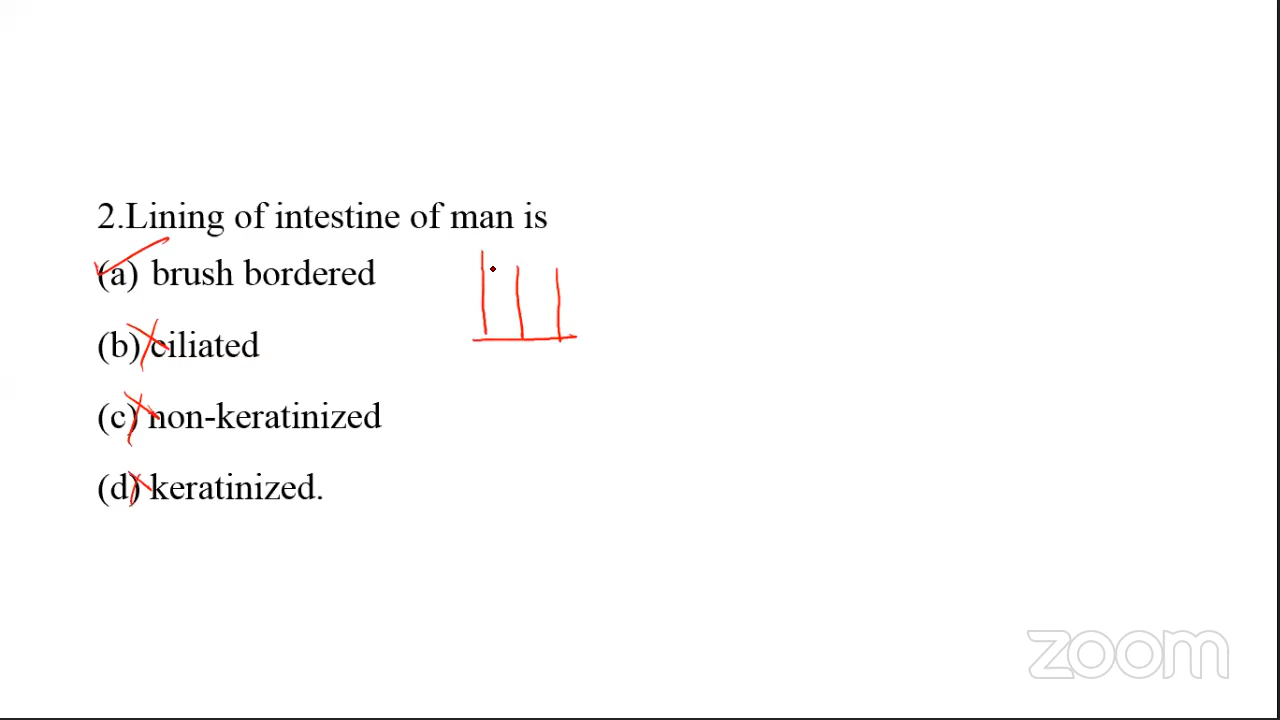 2.Lining of intestine of man is
(a) brush bordered
(b) ciliated
(c) non-keratinized
(d) keratinized.
zoom